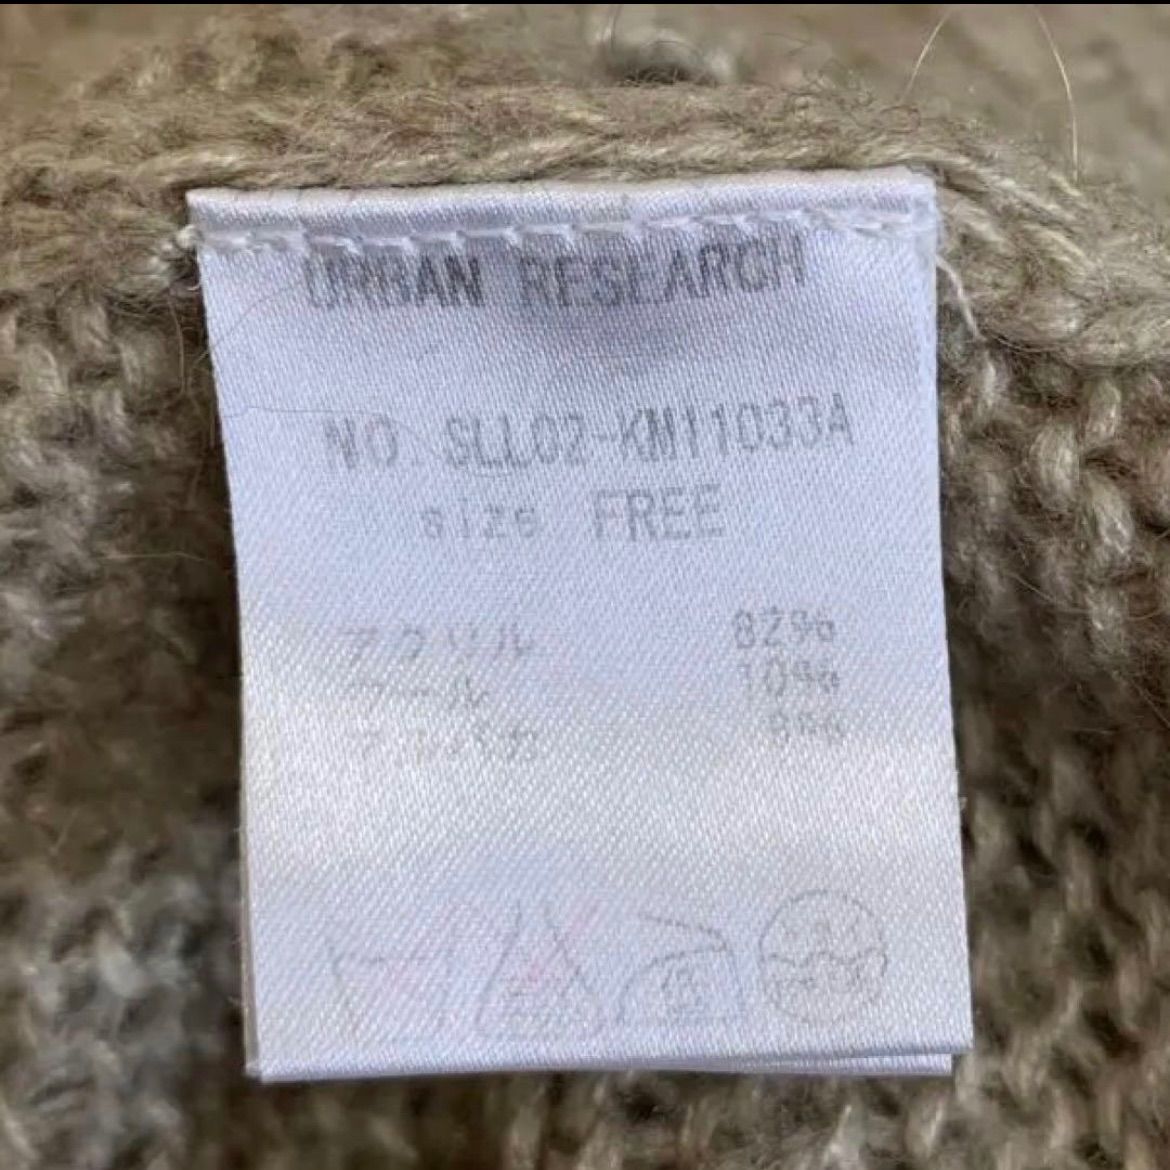 URBAN RESEARCH
NO. SLL02-KM11033A
size FREE
アクリル 82%
ウール 10%
アルパカ 8%